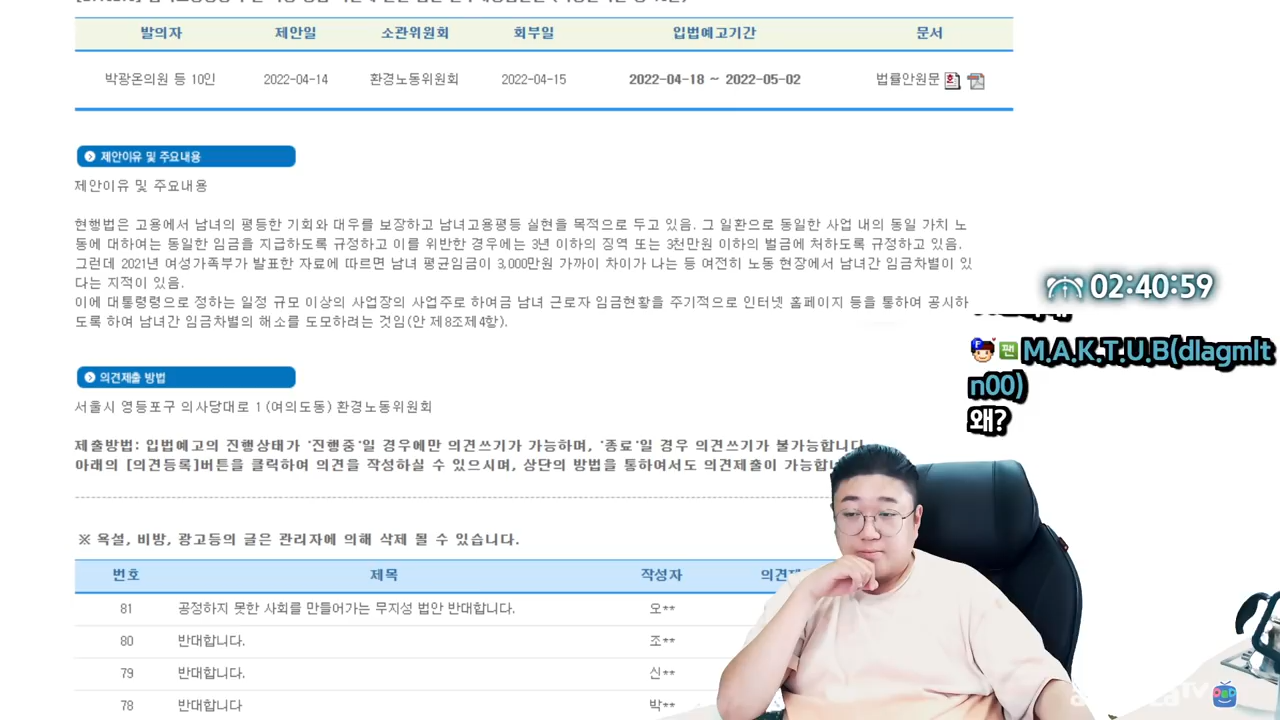 발의자 제안일 소관위원회 회부일 입법예고기간 문서
박광온의원 등 10인 2022-04-14 환경노동위원회 2022-04-15 2022-04-18 ~ 2022-05-02 법률안원문
제안이유 및 주요내용
제안이유 및 주요내용
현행법은 고용에서 남녀의 평등한 기회와 대우를 보장하고 남녀고용평등 실현을 목적으로 두고 있음. 그 일환으로 동일한 사업 내의 동일 가치 노
동에 대하여는 동일한 임금을 지급하도록 규정하고 이를 위반한 경우에는 3년 이하의 징역 또는 3천만원 이하의 벌금에 처하도록 규정하고 있음.
그런데 2021년 여성가족부가 발표한 자료에 따르면 남녀 평균임금이 3,000만원 가까이 차이가 나는 등 여전히 노동 현장에서 남녀간 임금차별이 있
다는 지적이 있음.
이에 대통령령으로 정하는 일정 규모 이상의 사업장의 사업주로 하여금 남녀 근로자 임금현황을 주기적으로 인터넷 홈페이지 등을 통하여 공시하
도록 하여 남녀간 임금차별의 해소를 도모하려는 것임(안 제8조제4항).
02:40:59
M.A.K.T.U.B(dlagmlt
n00)
왜?
의견제출 방법
서울시 영등포구 의사당대로 1 (여의도동) 환경노동위원회
제출방법: 입법예고의 진행상태가 '진행중'일 경우에만 의견쓰기가 가능하며, '종료'일 경우 의견쓰기가 불가능합니다.
아래의 [의견등록]버튼을 클릭하여 의견을 작성하실 수 있으시며, 상단의 방법을 통하여서도 의견제출이
※ 욕설, 비방, 광고등의 글은 관리자에 의해 삭제 될 수 있습니다.
번호 제목 작성자
81 공정하지 못한 사회를 만들어가는 무지성 법안 반대합니다. 오**
80 반대합니다. 조**
79 반대합니다. 신**
78 반대합니다 박**